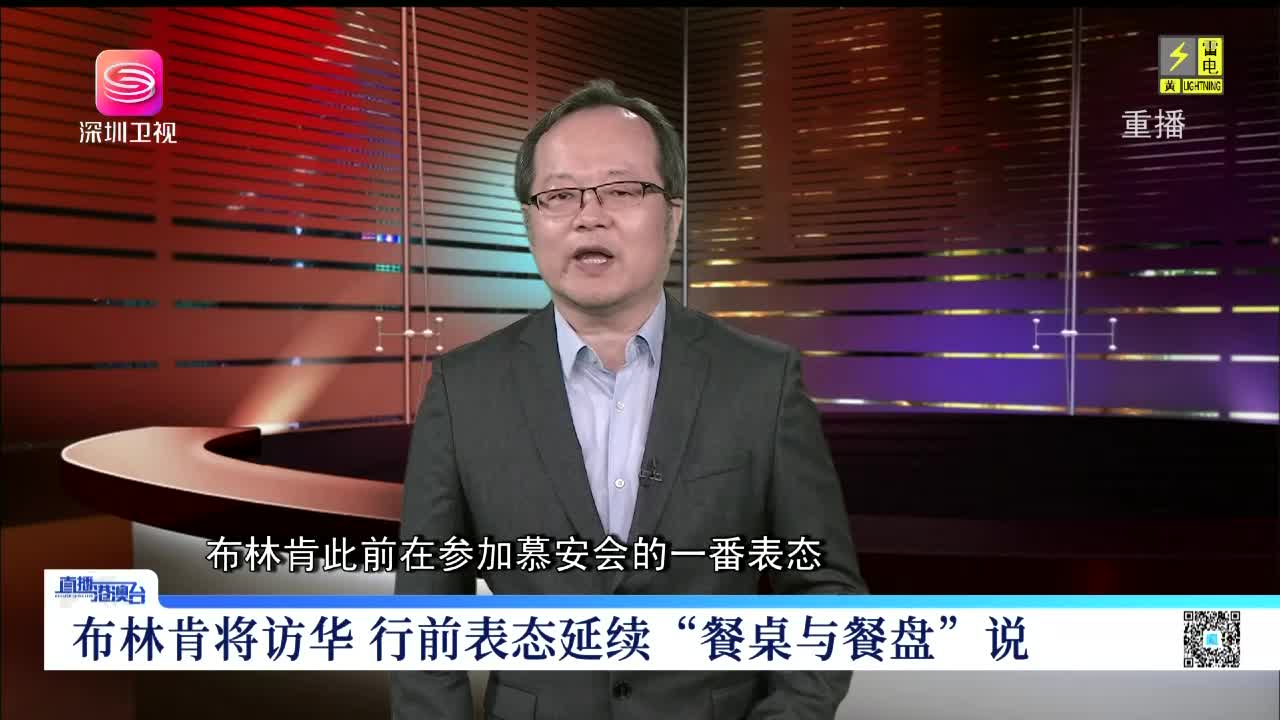 深圳卫视
雷电
黄 LIGHTNING
重播
布林肯此前在参加慕安会的一番表态
直播港澳台
布林肯将访华 行前表态延续“餐桌与餐盘”说